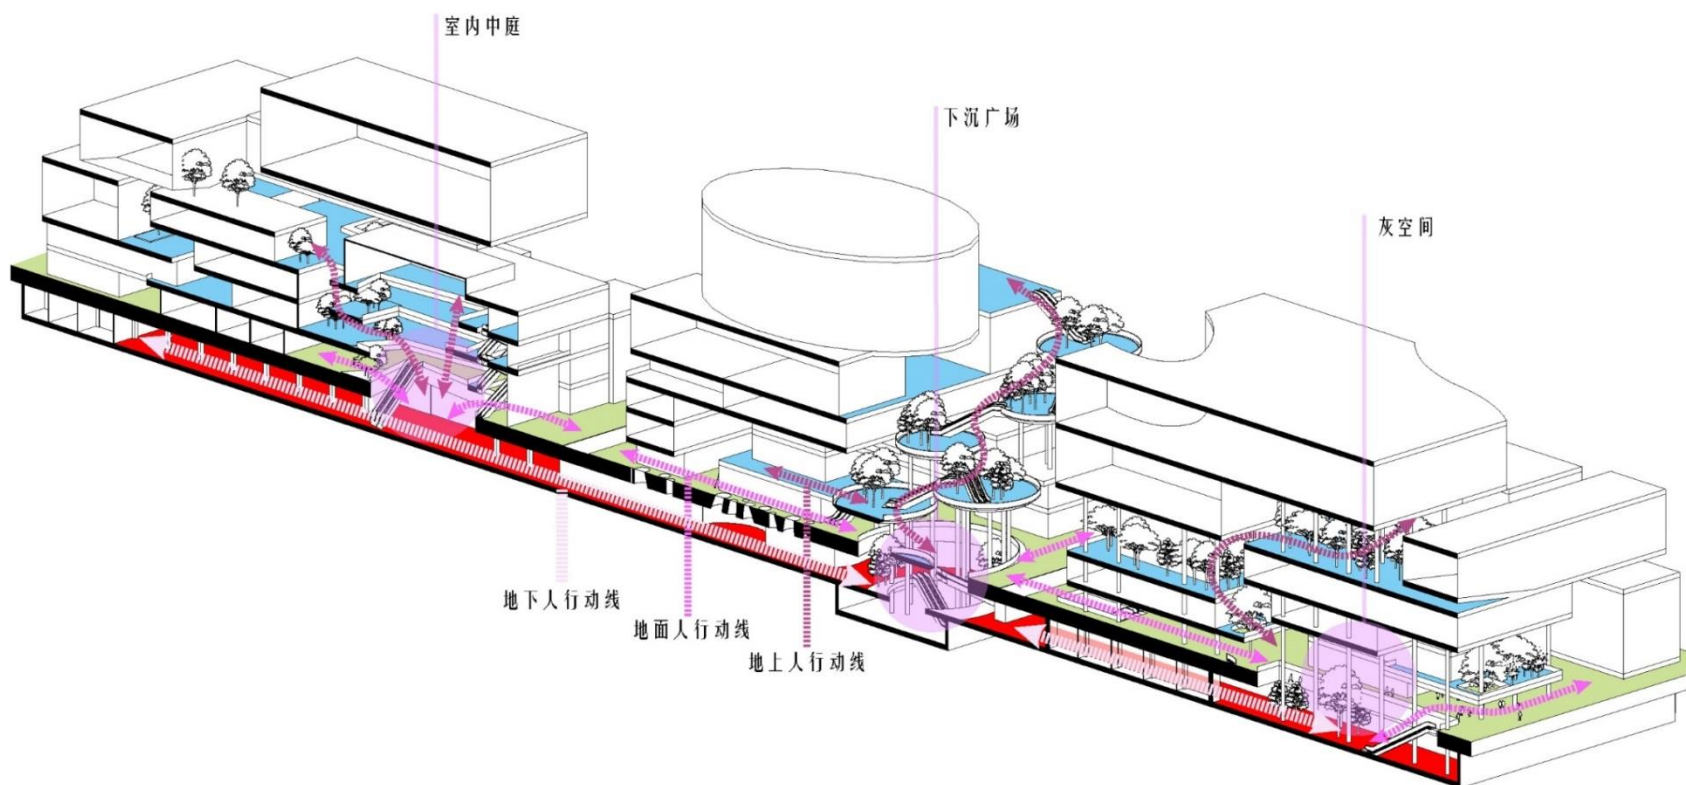 室内中庭
下沉广场
灰空间
地下人行动线
地面人行动线
地上人行动线